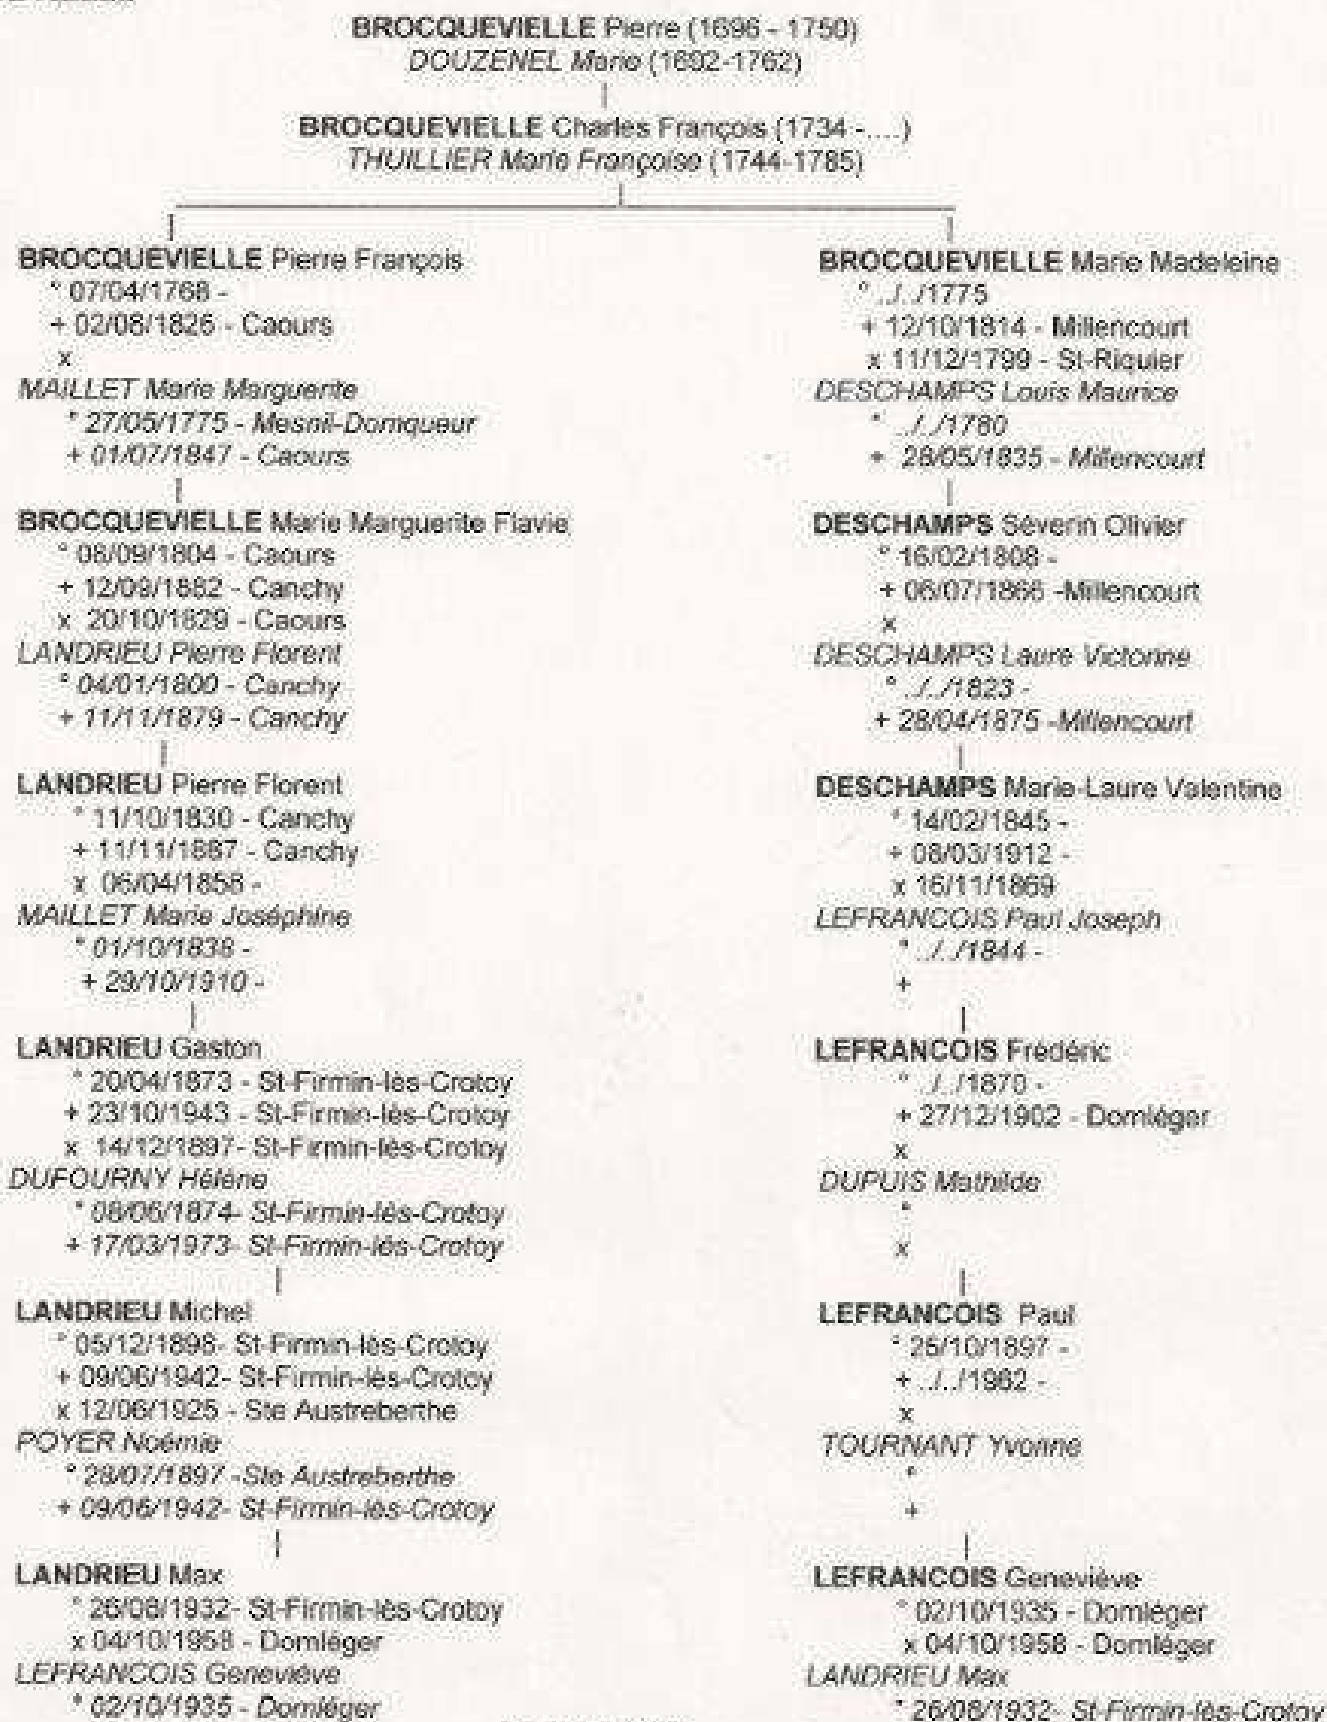 BROCQUEVIELLE Pierre (1696 - 1750)
DOUZENEL Marie (1692-1762)
BROCQUEVIELLE Charles François (1734 -....)
THUILLIER Marie Françoise (1744-1785)
BROCQUEVIELLE Pierre François
° 07/04/1768 -
+ 02/08/1826 - Caours
x
MAILLET Marie Marguerite
° 27/05/1775 - Mesnil-Domqueur
+ 01/07/1847 - Caours
BROCQUEVIELLE Marie Marguerite Flavie
° 08/09/1804 - Caours
+ 12/09/1882 - Canchy
x 20/10/1829 - Caours
LANDRIEU Pierre Florent
° 04/01/1800 - Canchy
+ 11/11/1879 - Canchy
LANDRIEU Pierre Florent
° 11/10/1830 - Canchy
+ 11/11/1887 - Canchy
x 06/04/1858 -
MAILLET Marie Joséphine
° 01/10/1838 -
+ 29/10/1910 -
LANDRIEU Gaston
° 20/04/1873 - St-Firmin-lès-Crotoy
+ 23/10/1943 - St-Firmin-lès-Crotoy
x 14/12/1897- St-Firmin-lès-Crotoy
DUFOURNY Hélène
° 08/06/1874- St-Firmin-lès-Crotoy
+ 17/03/1973- St-Firmin-lès-Crotoy
LANDRIEU Michel
° 05/12/1898- St-Firmin-lès-Crotoy
+ 09/06/1942- St-Firmin-lès-Crotoy
x 12/06/1925 - Ste Austreberthe
POYER Noémie
° 28/07/1897 -Ste Austreberthe
+ 09/06/1942- St-Firmin-lès-Crotoy
LANDRIEU Max
° 26/08/1932- St-Firmin-lès-Crotoy
x 04/10/1958 - Domléger
LEFRANCOIS Geneviève
° 02/10/1935 - Domléger
BROCQUEVIELLE Marie Madeleine
° ../../1775
+ 12/10/1814 - Millencourt
x 11/12/1799 - St-Riquier
DESCHAMPS Louis Maurice
° ../../1780
+ 28/05/1835 - Millencourt
DESCHAMPS Séverin Olivier
° 16/02/1808 -
+ 06/07/1866 -Millencourt
x
DESCHAMPS Laure Victorine
° ../../1823 -
+ 28/04/1875 -Millencourt
DESCHAMPS Marie-Laure Valentine
° 14/02/1845 -
+ 08/03/1912 -
x 16/11/1869
LEFRANCOIS Paul Joseph
° ../../1844 -
+
LEFRANCOIS Fréderic
° ./../1870 -
+ 27/12/1902 - Domléger
x
DUPUIS Mathilde
°
x
LEFRANCOIS Paul
° 25/10/1897 -
+ ../../1962 -
x
TOURNANT Yvonne
°
+
LEFRANCOIS Geneviève
° 02/10/1935 - Domléger
x 04/10/1958 - Domléger
LANDRIEU Max
° 26/08/1932- St-Firmin-lès-Crotoy